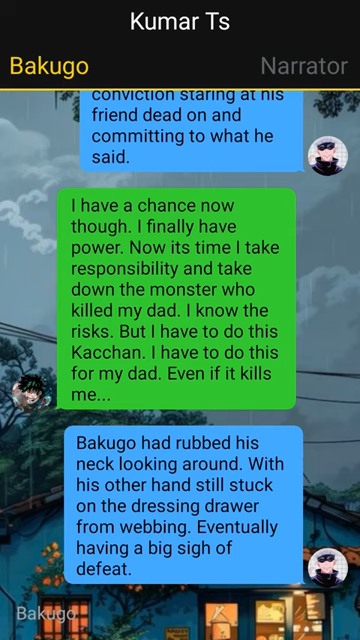 Kumar Ts
Bakugo
Narrator
conviction staring at his
friend dead on and
committing to what he
said.
I have a chance now
though. I finally have
power. Now its time I take
responsibility and take
down the monster who
killed my dad. I know the
risks. But I have to do this
Kacchan. I have to do this
for my dad. Even if it kills
me...
Bakugo had rubbed his
neck looking around. With
his other hand still stuck
on the dressing drawer
from webbing. Eventually
having a big sigh of
defeat.
Bakugo